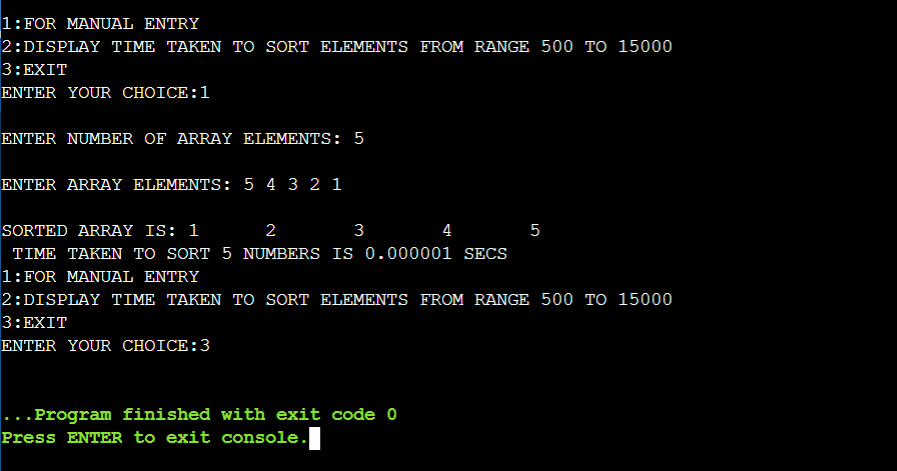 1:FOR MANUAL ENTRY
2:DISPLAY TIME TAKEN TO SORT ELEMENTS FROM RANGE 500 TO 15000
3:EXIT
ENTER YOUR CHOICE:1
ENTER NUMBER OF ARRAY ELEMENTS: 5
ENTER ARRAY ELEMENTS: 5 4 3 2 1
SORTED ARRAY IS: 1 2 3 4 5
TIME TAKEN TO SORT 5 NUMBERS IS 0.000001 SECS
1:FOR MANUAL ENTRY
2:DISPLAY TIME TAKEN TO SORT ELEMENTS FROM RANGE 500 TO 15000
3:EXIT
ENTER YOUR CHOICE:3
...Program finished with exit code 0
Press ENTER to exit console.